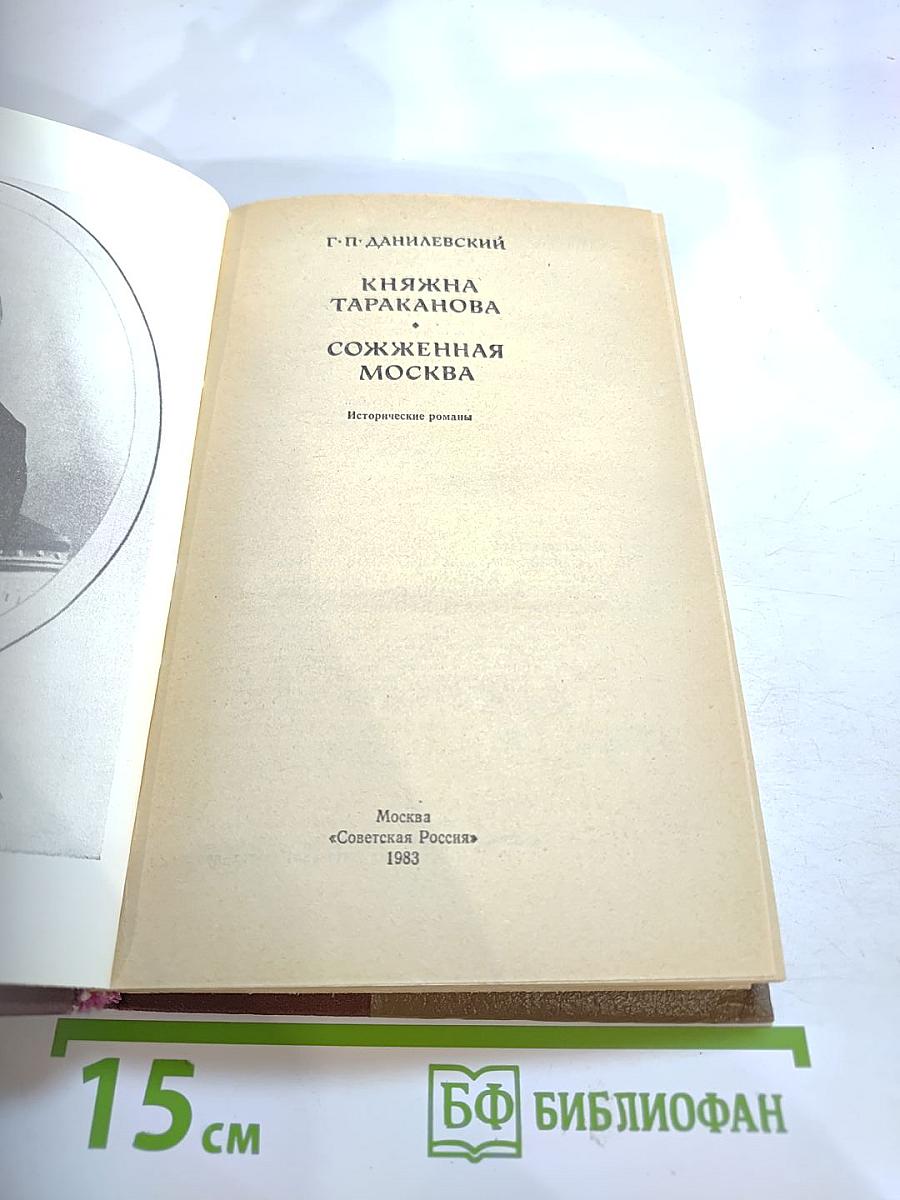 Г·П·ДАНИЛЕВСКИЙ
КНЯЖНА
ТАРАКАНОВА
СОЖЖЕННАЯ
МОСКВА
Исторические романы
Москва
«Советская Россия»
1983
15 см
БФ БИБЛИОФАН